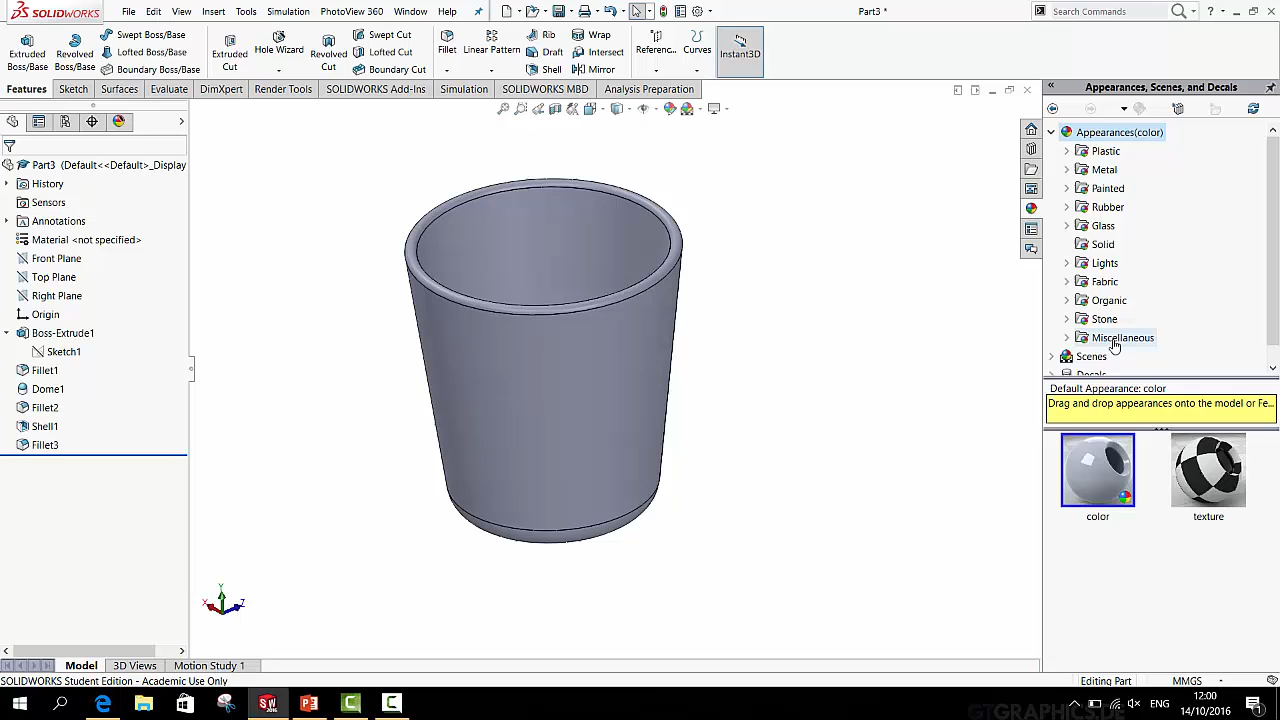 SOLIDWORKS File Edit View Insert Tools Simulation PhotoView 360 Window Help Part3 * Search Commands
Extruded Boss/Base
Revolved Boss/Base
Swept Boss/Base
Lofted Boss/Base
Boundary Boss/Base
Extruded Cut
Hole Wizard
Revolved Cut
Swept Cut
Lofted Cut
Boundary Cut
Fillet
Linear Pattern
Rib
Draft
Shell
Wrap
Intersect
Mirror
Referenc...
Curves
Instant3D
Features Sketch Surfaces Evaluate DimXpert Render Tools SOLIDWORKS Add-Ins Simulation SOLIDWORKS MBD Analysis Preparation
Part3 (Default<<Default>_Display
History
Sensors
Annotations
Material <not specified>
Front Plane
Top Plane
Right Plane
Origin
Boss-Extrude1
Sketch1
Fillet1
Dome1
Fillet2
Shell1
Fillet3
Y
X
Z
Appearances, Scenes, and Decals
Appearances(color)
Plastic
Metal
Painted
Rubber
Glass
Solid
Lights
Fabric
Organic
Stone
Miscellaneous
Scenes
Decals
Default Appearance: color
Drag and drop appearances onto the model or Fe...
color texture
Model 3D Views Motion Study 1
SOLIDWORKS Student Edition - Academic Use Only Editing Part MMGS
ENG 12:00
14/10/2016
GTGRAPHICS.DE